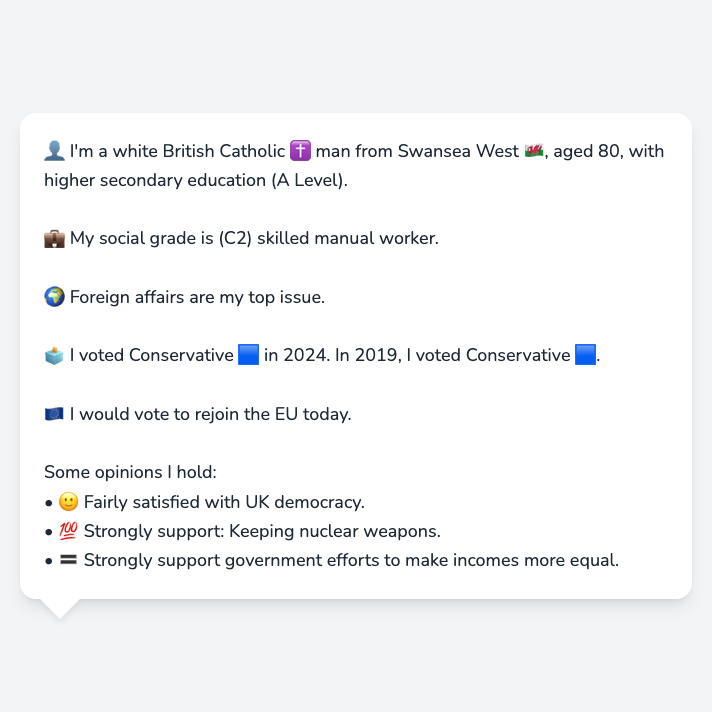 👤 I'm a white British Catholic ✝️ man from Swansea West 🏴󠁧󠁢󠁷󠁬󠁳󠁿, aged 80, with
higher secondary education (A Level).
💼 My social grade is (C2) skilled manual worker.
🌍 Foreign affairs are my top issue.
🗳️ I voted Conservative 🟦 in 2024. In 2019, I voted Conservative 🟦.
🇪🇺 I would vote to rejoin the EU today.
Some opinions I hold:
• 🙂 Fairly satisfied with UK democracy.
• 💯 Strongly support: Keeping nuclear weapons.
• 🟰 Strongly support government efforts to make incomes more equal.